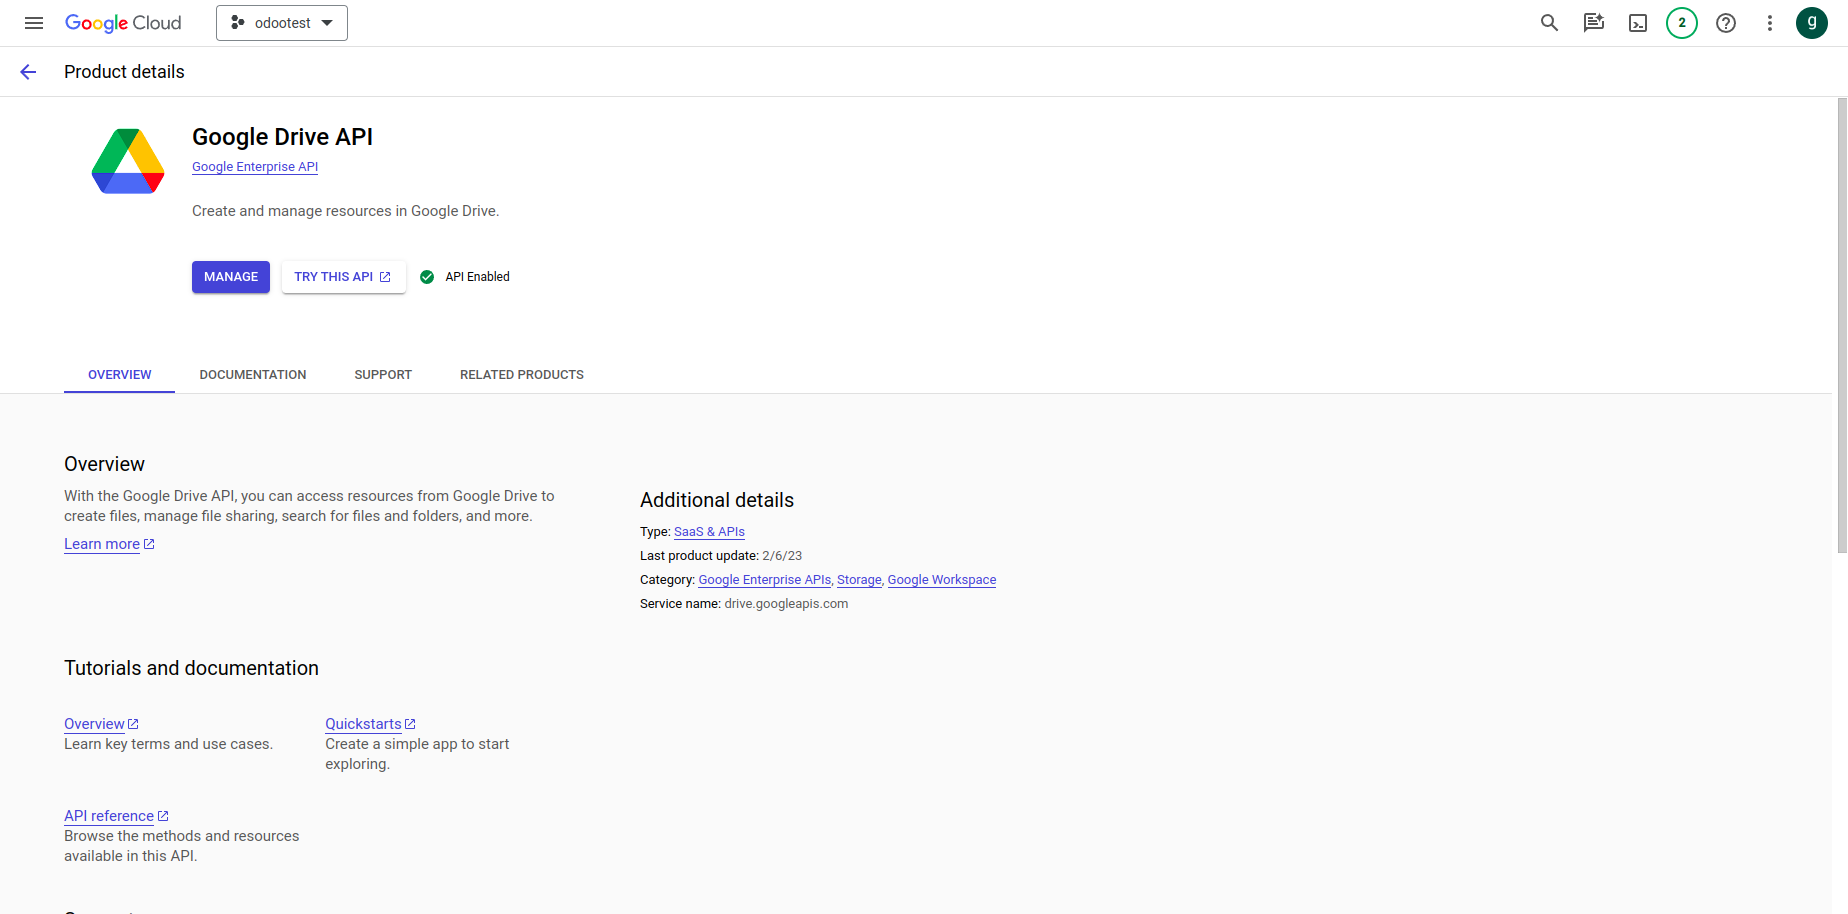 Google Cloud
odootest
2
g
Product details
Google Drive API
Google Enterprise API
Create and manage resources in Google Drive.
MANAGE
TRY THIS API
API Enabled
OVERVIEW
DOCUMENTATION
SUPPORT
RELATED PRODUCTS
Overview
With the Google Drive API, you can access resources from Google Drive to
create files, manage file sharing, search for files and folders, and more.
Learn more
Additional details
Type: SaaS & APIs
Last product update: 2/6/23
Category: Google Enterprise APIs, Storage, Google Workspace
Service name: drive.googleapis.com
Tutorials and documentation
Overview
Learn key terms and use cases.
Quickstarts
Create a simple app to start
exploring.
API reference
Browse the methods and resources
available in this API.